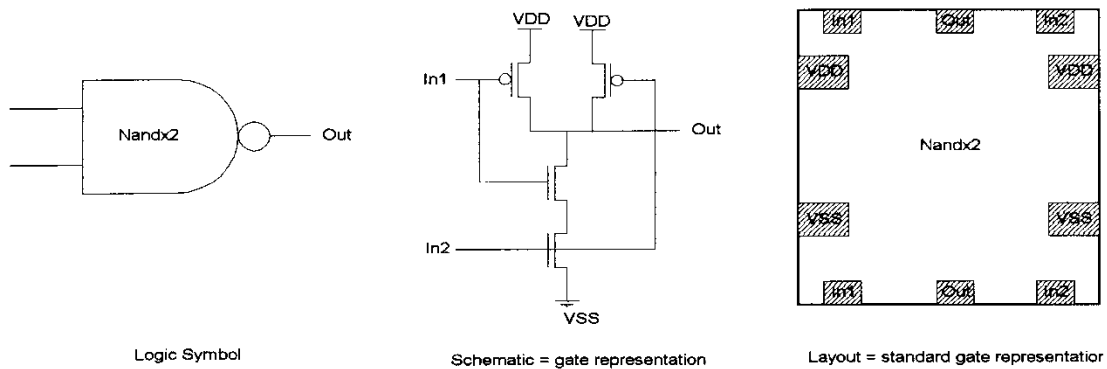 Nandx2
Out
Logic Symbol
VDD VDD
In1
Out
In2
VSS
Schematic = gate representation
In1 Out In2
VDD VDD
Nandx2
VSS VSS
In1 Out In2
Layout = standard gate representation